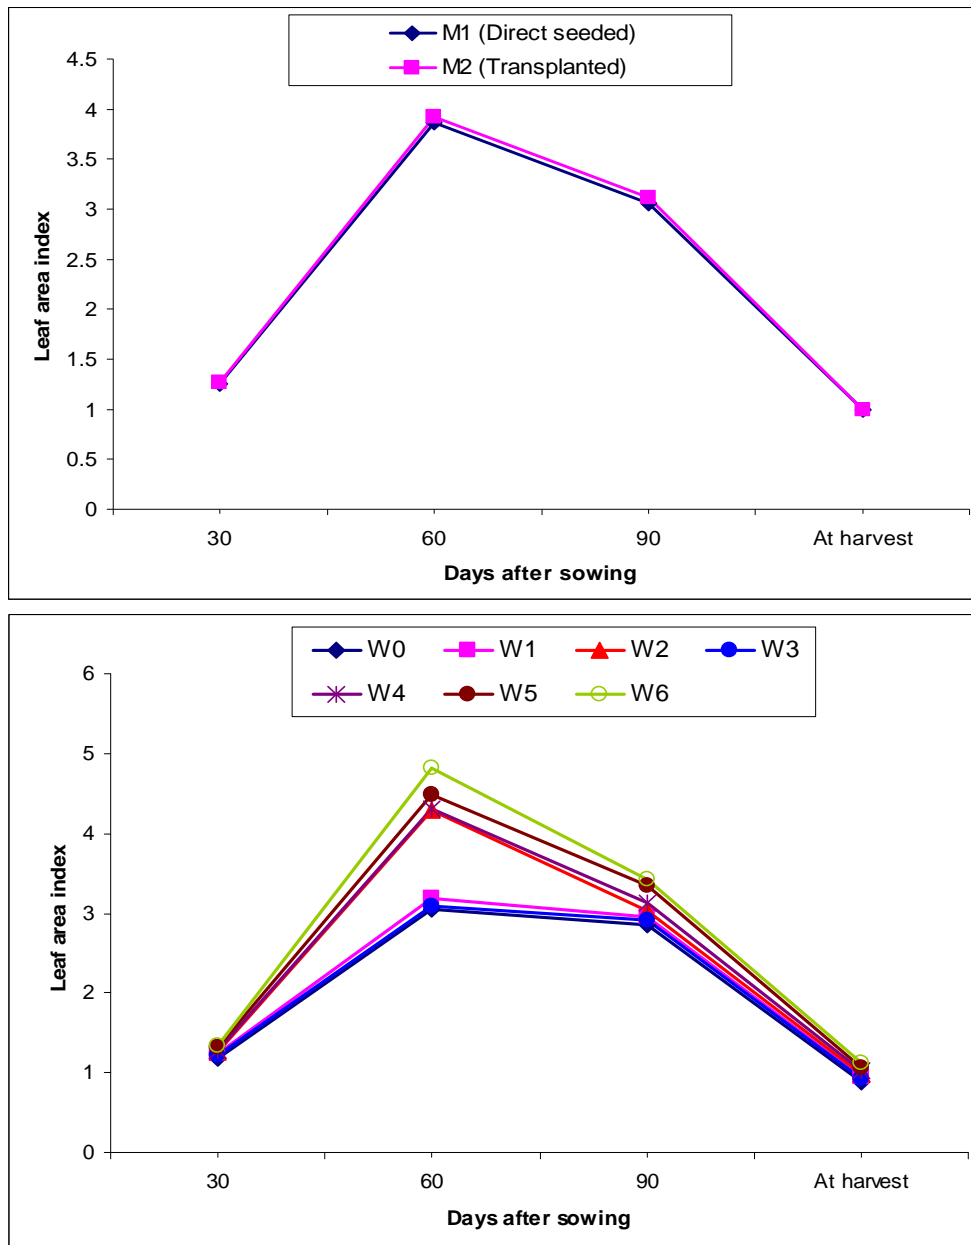 M1 (Direct seeded)
M2 (Transplanted)
4.5
4
3.5
3
2.5
2
1.5
1
0.5
0
Leaf area index
30 60 90 At harvest
Days after sowing
W0 W1 W2 W3
W4 W5 W6
6
5
4
3
2
1
0
Leaf area index
30 60 90 At harvest
Days after sowing